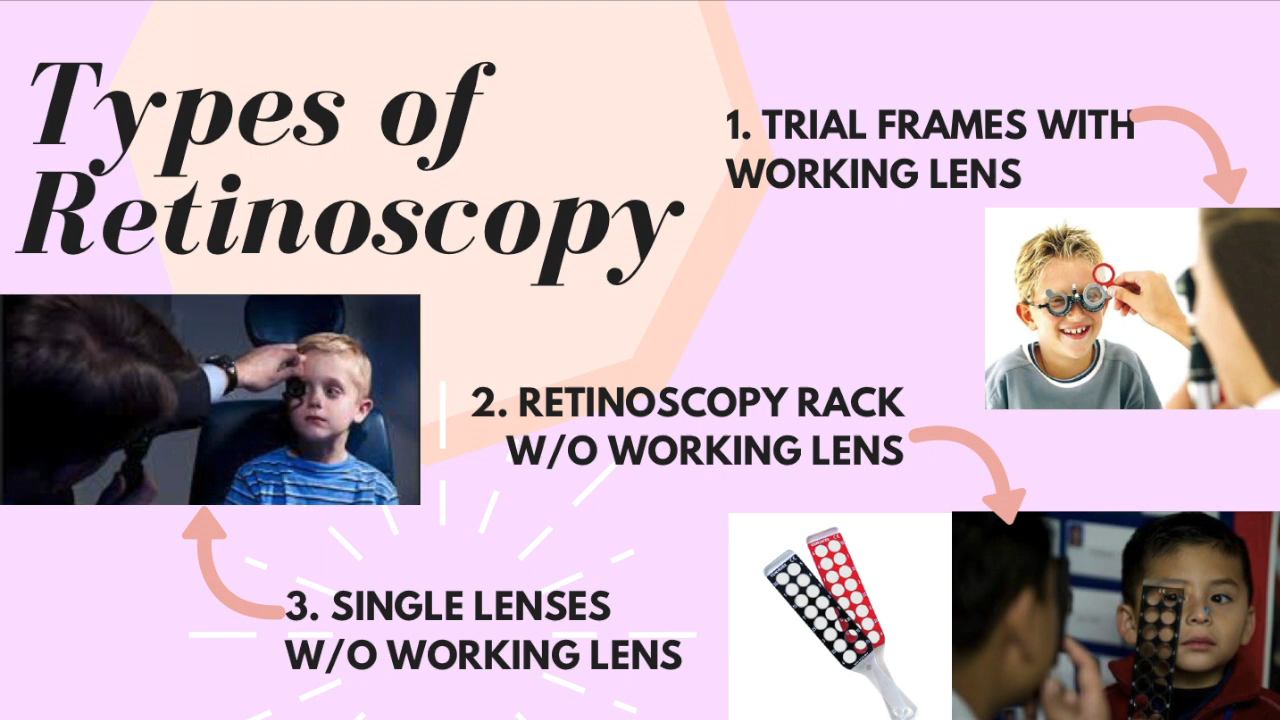 Types of
Retinoscopy
1. TRIAL FRAMES WITH
WORKING LENS
2. RETINOSCOPY RACK
W/O WORKING LENS
3. SINGLE LENSES
W/O WORKING LENS